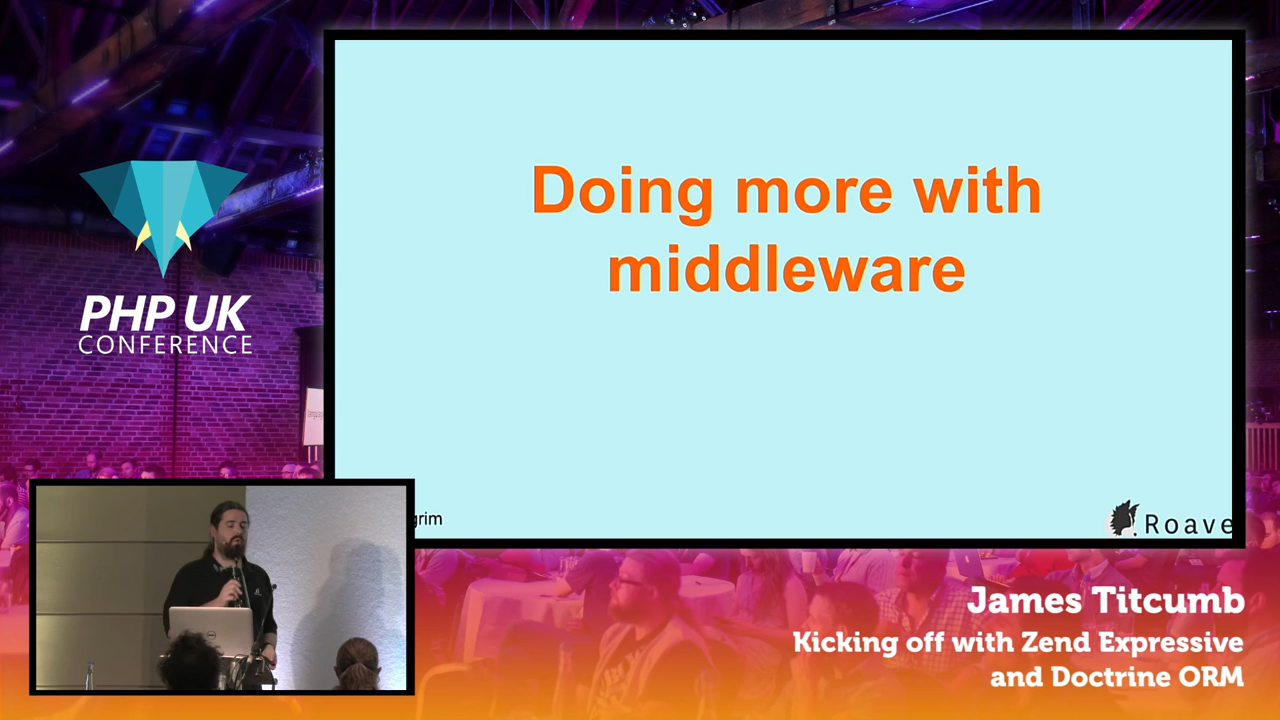 Doing more with
middleware
PHP UK
CONFERENCE
grim
Roave
James Titcumb
Kicking off with Zend Expressive
and Doctrine ORM